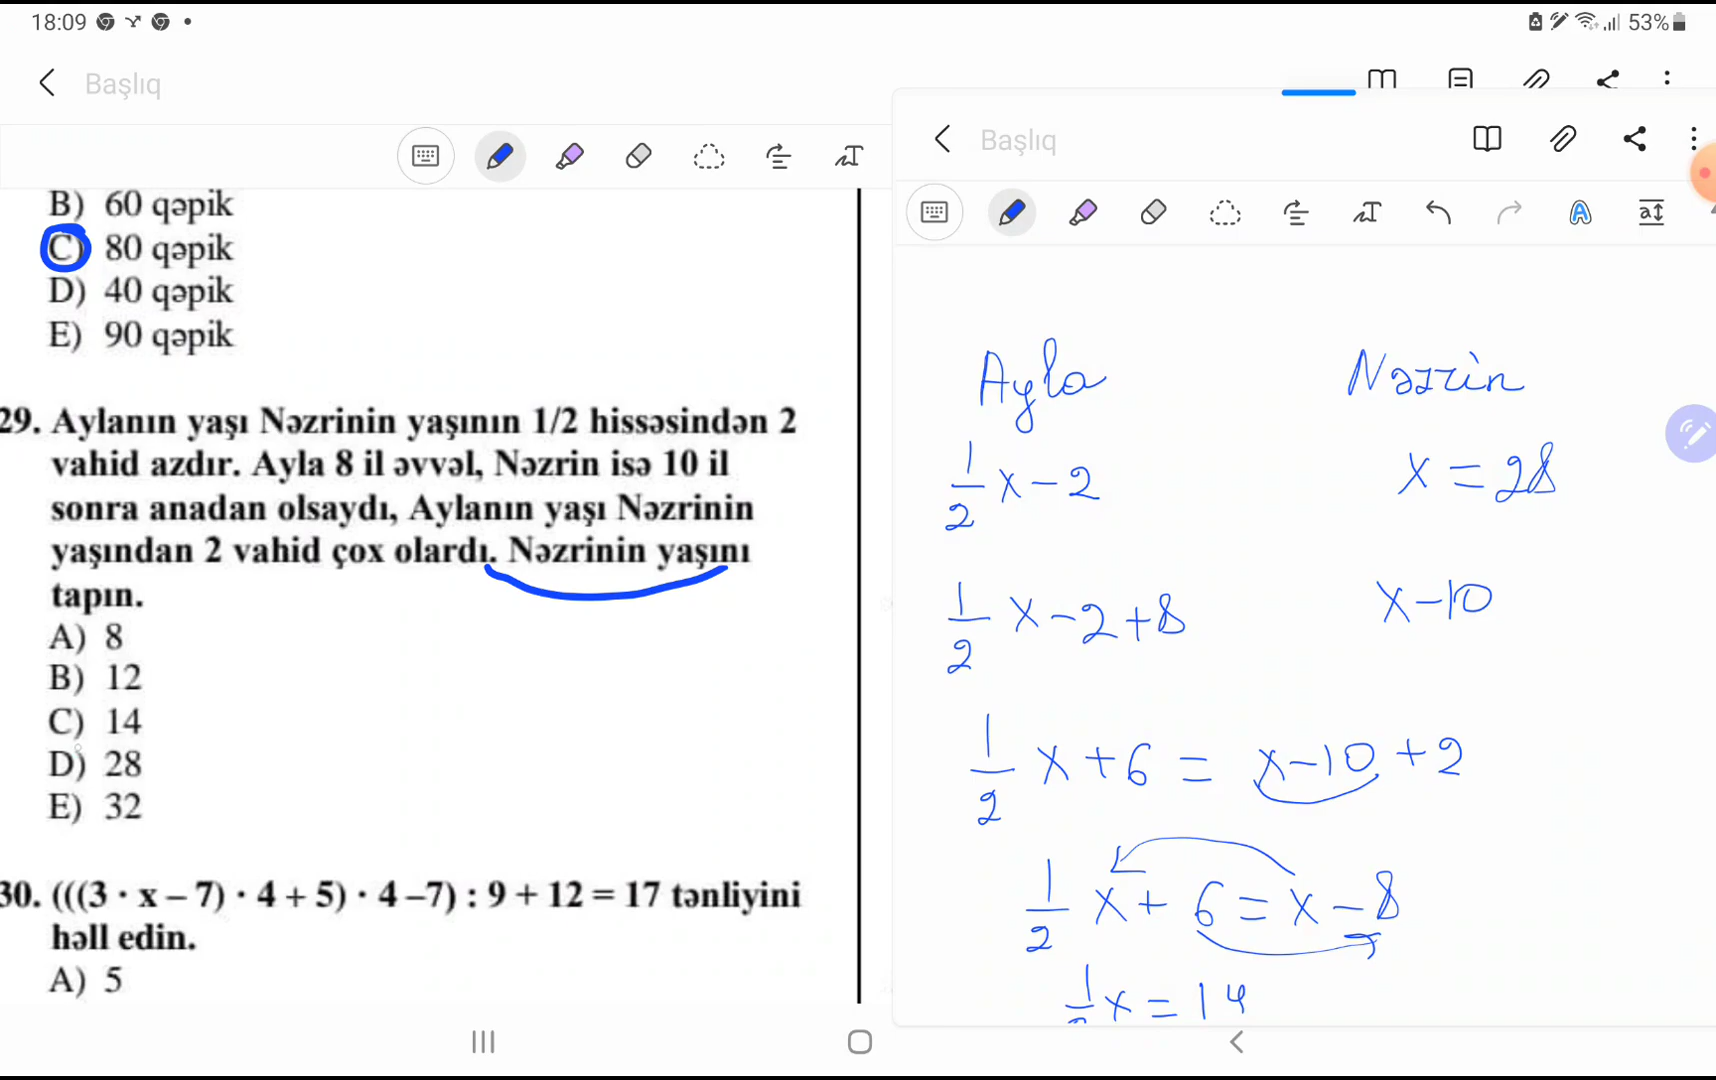 18:09
53%
Başlıq
B) 60 qəpik
C) 80 qəpik
D) 40 qəpik
E) 90 qəpik
29. Aylanın yaşı Nəzrinin yaşının 1/2 hissəsindən 2
vahid azdır. Ayla 8 il əvvəl, Nəzrin isə 10 il
sonra anadan olsaydı, Aylanın yaşı Nəzrinin
yaşından 2 vahid çox olardı. Nəzrinin yaşını
tapın.
A) 8
B) 12
C) 14
D) 28
E) 32
30. (((3 · x – 7) · 4 + 5) · 4 –7) : 9 + 12 = 17 tənliyini
həll edin.
A) 5
Başlıq
Ayla Nəzrin
1/2 x - 2 x = 28
1/2 x - 2 + 8 x - 10
1/2 x + 6 = x - 10 + 2
1/2 x + 6 = x - 8
1/2 x = 14